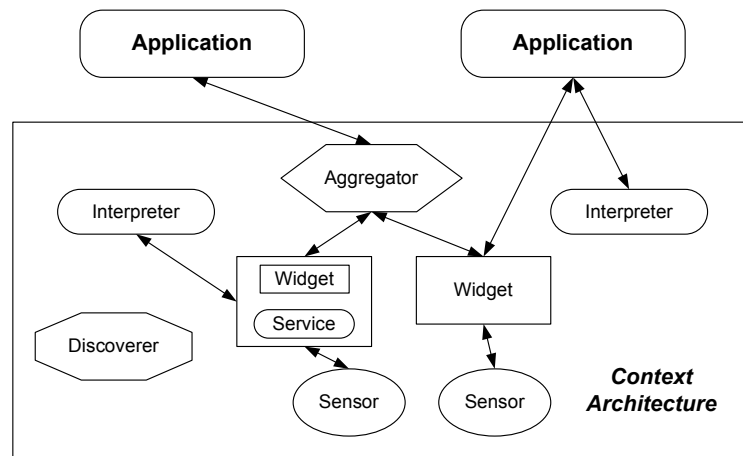 Application
Application
Aggregator
Interpreter
Interpreter
Widget
Widget
Service
Discoverer
Sensor
Sensor
Context
Architecture